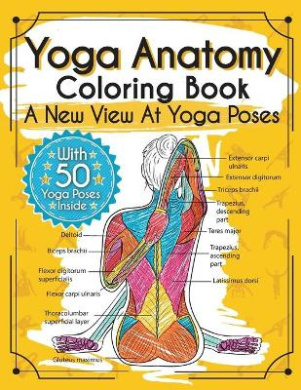 Yoga Anatomy
Coloring Book
A New View At Yoga Poses
With
50
Yoga Poses
Inside
Extensor carpi
ulnaris
Extensor digitorum
Triceps brachii
Trapezius,
descending
part
Teres major
Trapezius,
ascending
part
Latissimus dorsi
Deltoid
Biceps brachii
Flexor digitorum
superficialis
Flexor carpi ulnaris
Thoracolumbar
superficial layer
Gluteus maximus